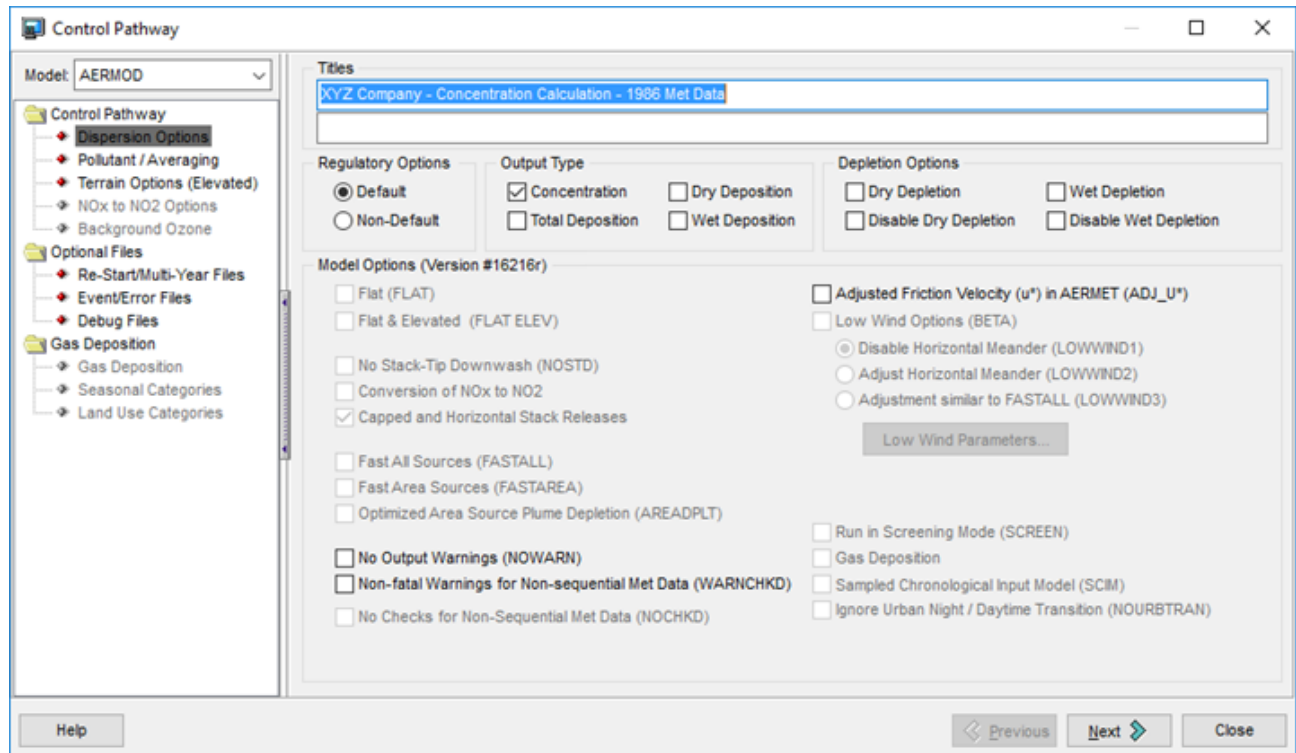 Control Pathway
Model: AERMOD
Control Pathway
Dispersion Options
Pollutant / Averaging
Terrain Options (Elevated)
NOx to NO2 Options
Background Ozone
Optional Files
Re-Start/Multi-Year Files
Event/Error Files
Debug Files
Gas Deposition
Gas Deposition
Seasonal Categories
Land Use Categories
Titles
XYZ Company - Concentration Calculation - 1986 Met Data
Regulatory Options
Default
Non-Default
Output Type
Concentration
Dry Deposition
Total Deposition
Wet Deposition
Depletion Options
Dry Depletion
Wet Depletion
Disable Dry Depletion
Disable Wet Depletion
Model Options (Version #16216r)
Flat (FLAT)
Flat & Elevated (FLAT ELEV)
No Stack-Tip Downwash (NOSTD)
Conversion of NOx to NO2
Capped and Horizontal Stack Releases
Fast All Sources (FASTALL)
Fast Area Sources (FASTAREA)
Optimized Area Source Plume Depletion (AREADPLT)
No Output Warnings (NOWARN)
Non-fatal Warnings for Non-sequential Met Data (WARNCHKD)
No Checks for Non-Sequential Met Data (NOCHKD)
Adjusted Friction Velocity (u*) in AERMET (ADJ_U*)
Low Wind Options (BETA)
Disable Horizontal Meander (LOWWIND1)
Adjust Horizontal Meander (LOWWIND2)
Adjustment similar to FASTALL (LOWWIND3)
Low Wind Parameters...
Run in Screening Mode (SCREEN)
Gas Deposition
Sampled Chronological Input Model (SCIM)
Ignore Urban Night / Daytime Transition (NOURBTRAN)
Help
Previous
Next
Close